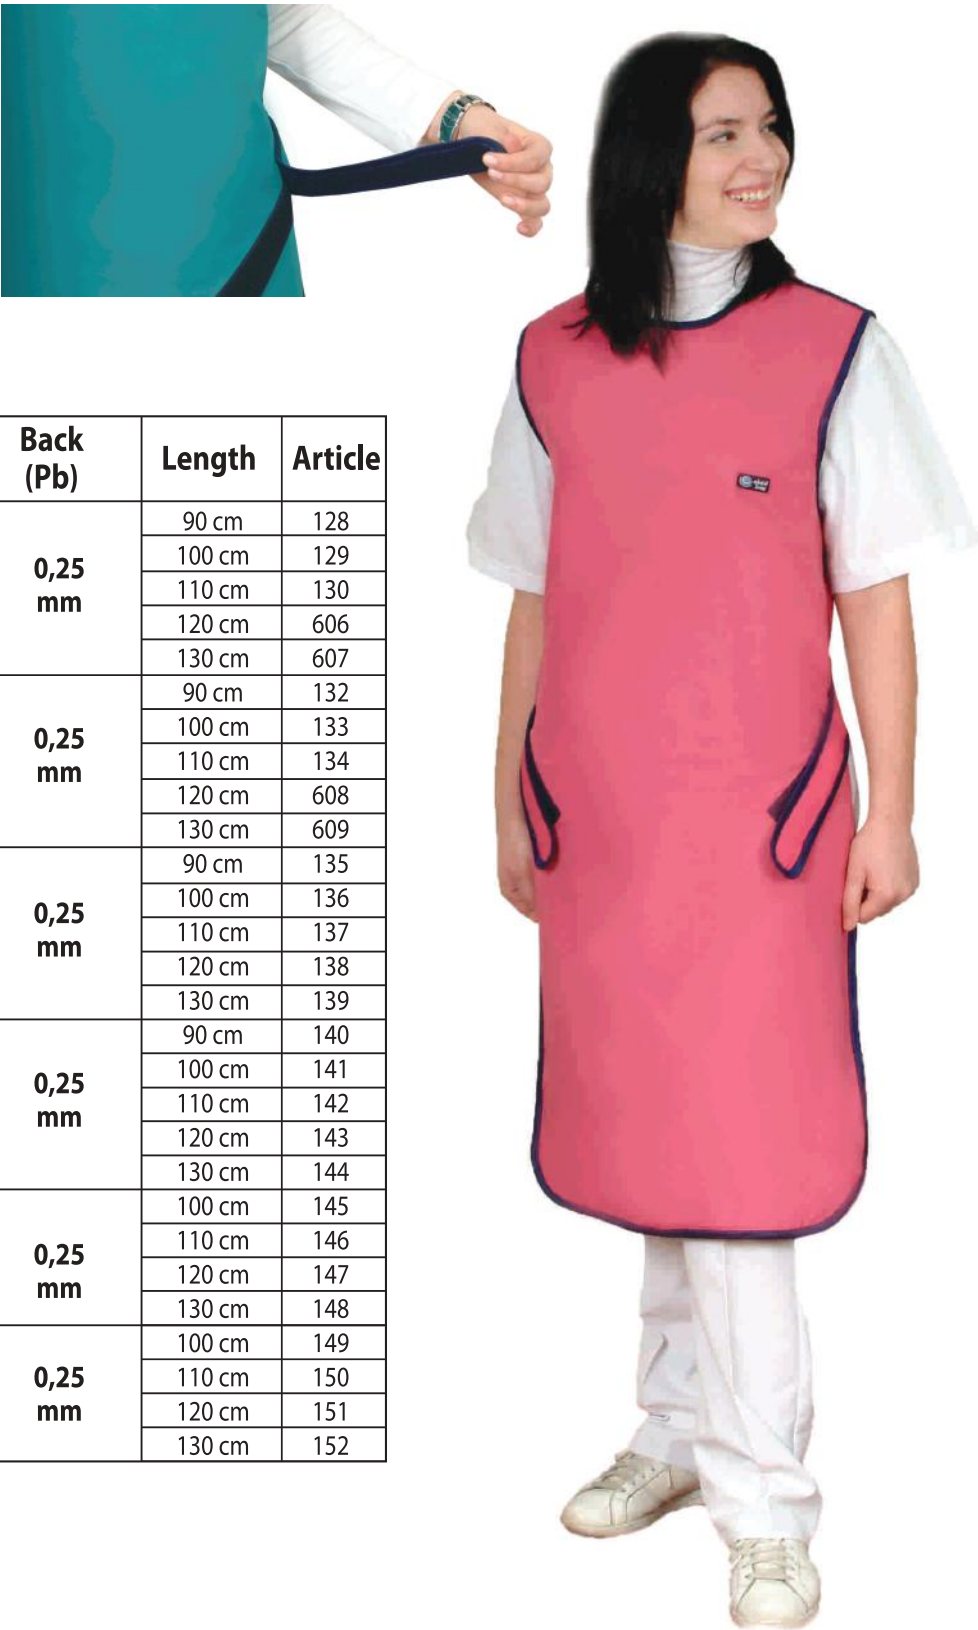 Back (Pb) Length Article
0,25 mm
90 cm 128
100 cm 129
110 cm 130
120 cm 606
130 cm 607
0,25 mm
90 cm 132
100 cm 133
110 cm 134
120 cm 608
130 cm 609
0,25 mm
90 cm 135
100 cm 136
110 cm 137
120 cm 138
130 cm 139
0,25 mm
90 cm 140
100 cm 141
110 cm 142
120 cm 143
130 cm 144
0,25 mm
100 cm 145
110 cm 146
120 cm 147
130 cm 148
0,25 mm
100 cm 149
110 cm 150
120 cm 151
130 cm 152